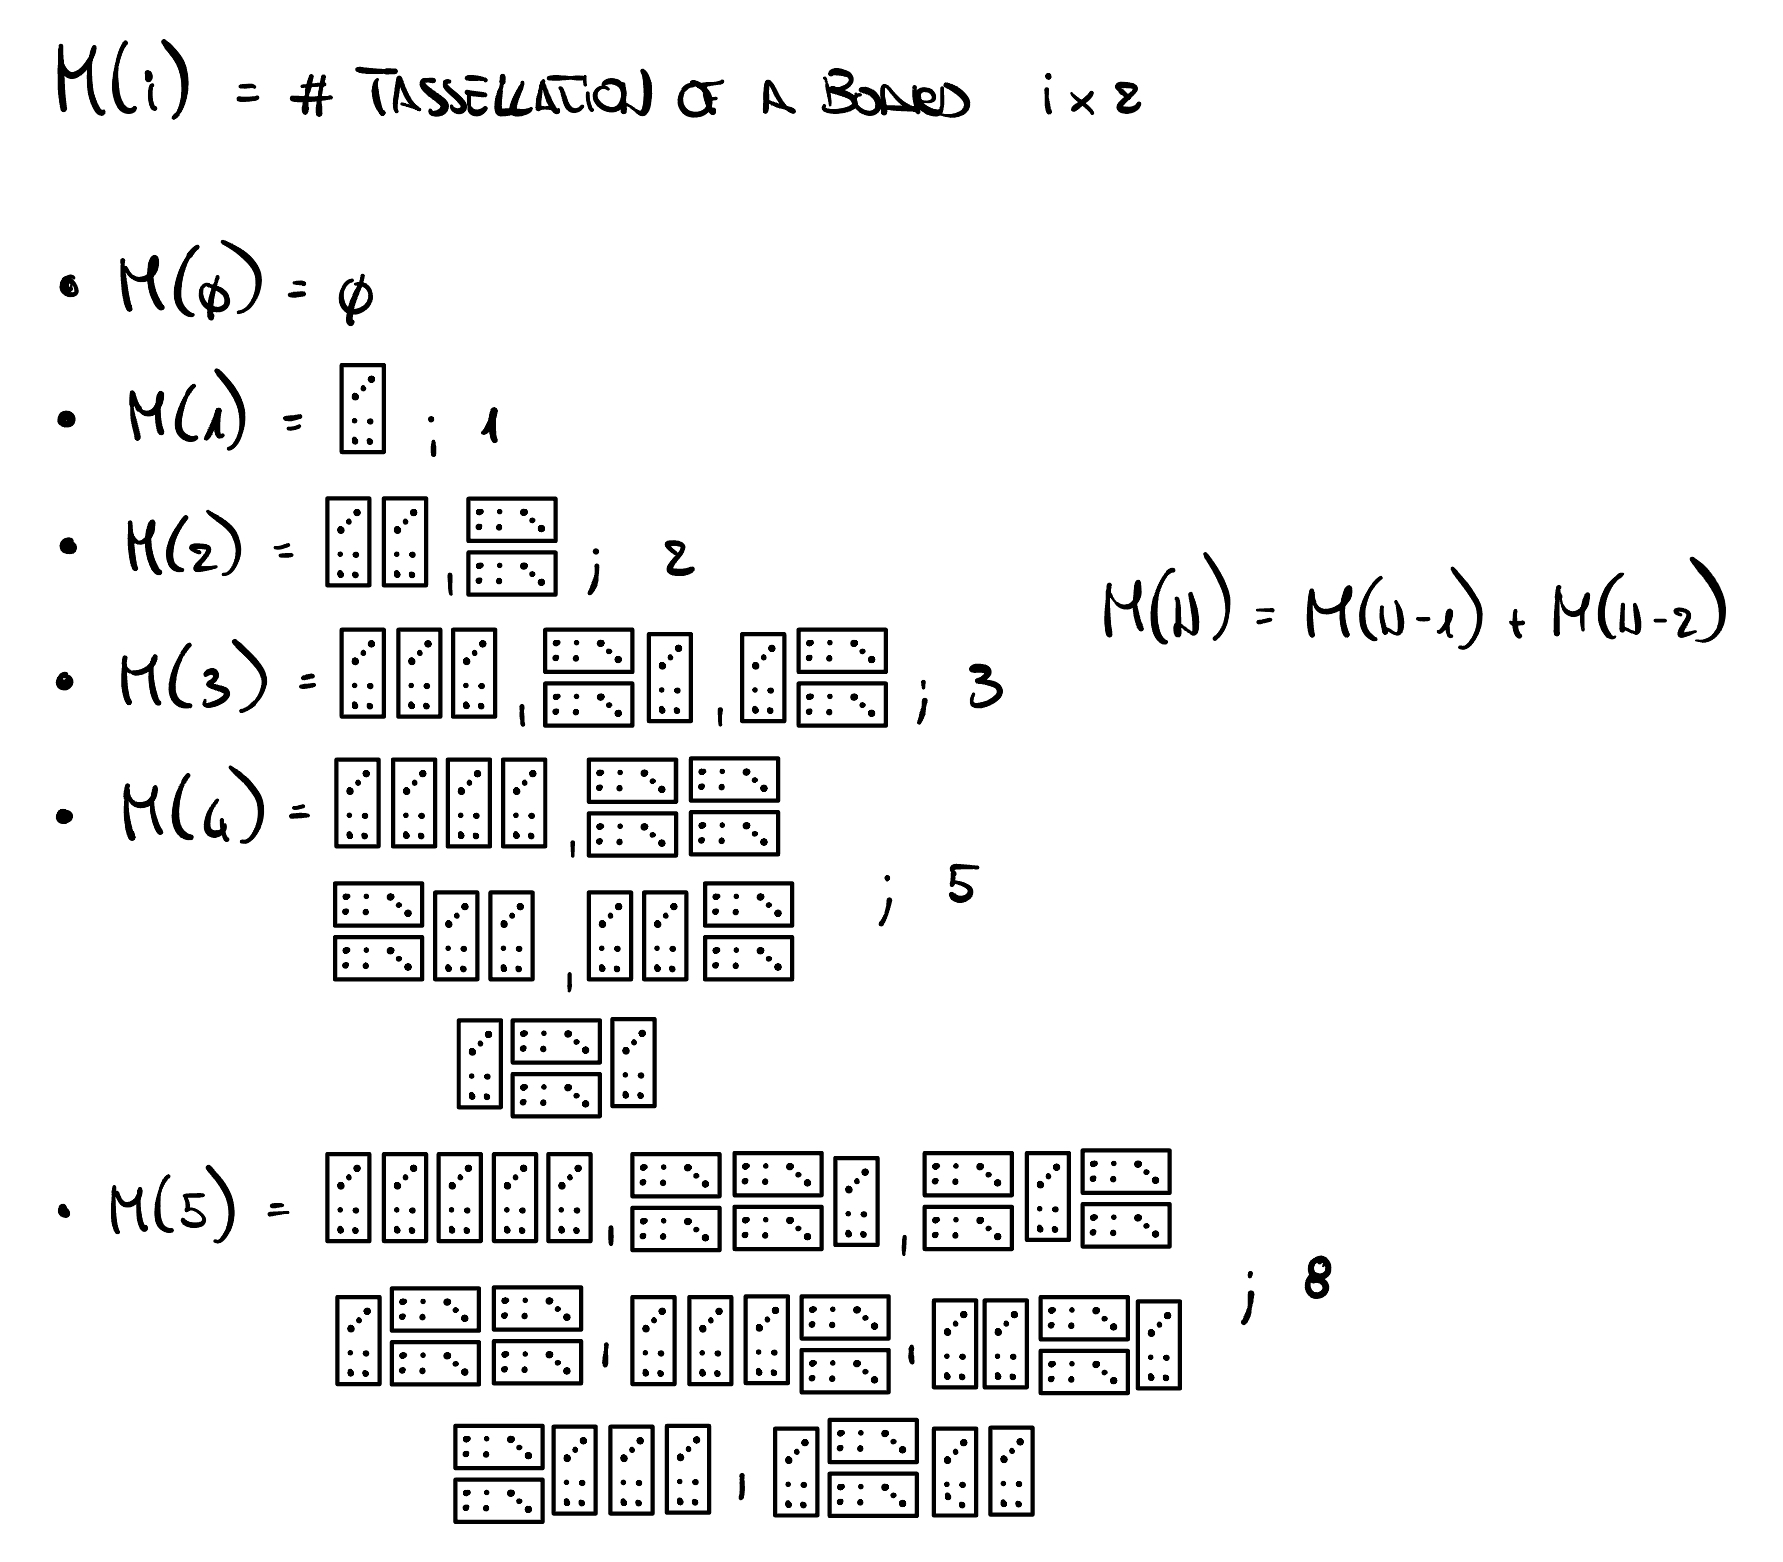 M(i) = # TASSELLATION OF A BOARD i x 2
• M(∅) = ∅
• M(1) = ; 1
• M(2) = , ; 2
M(N) = M(N-1) + M(N-2)
• M(3) = , , ; 3
• M(4) = ,
, ; 5
• M(5) = , ,
, , ; 8
,